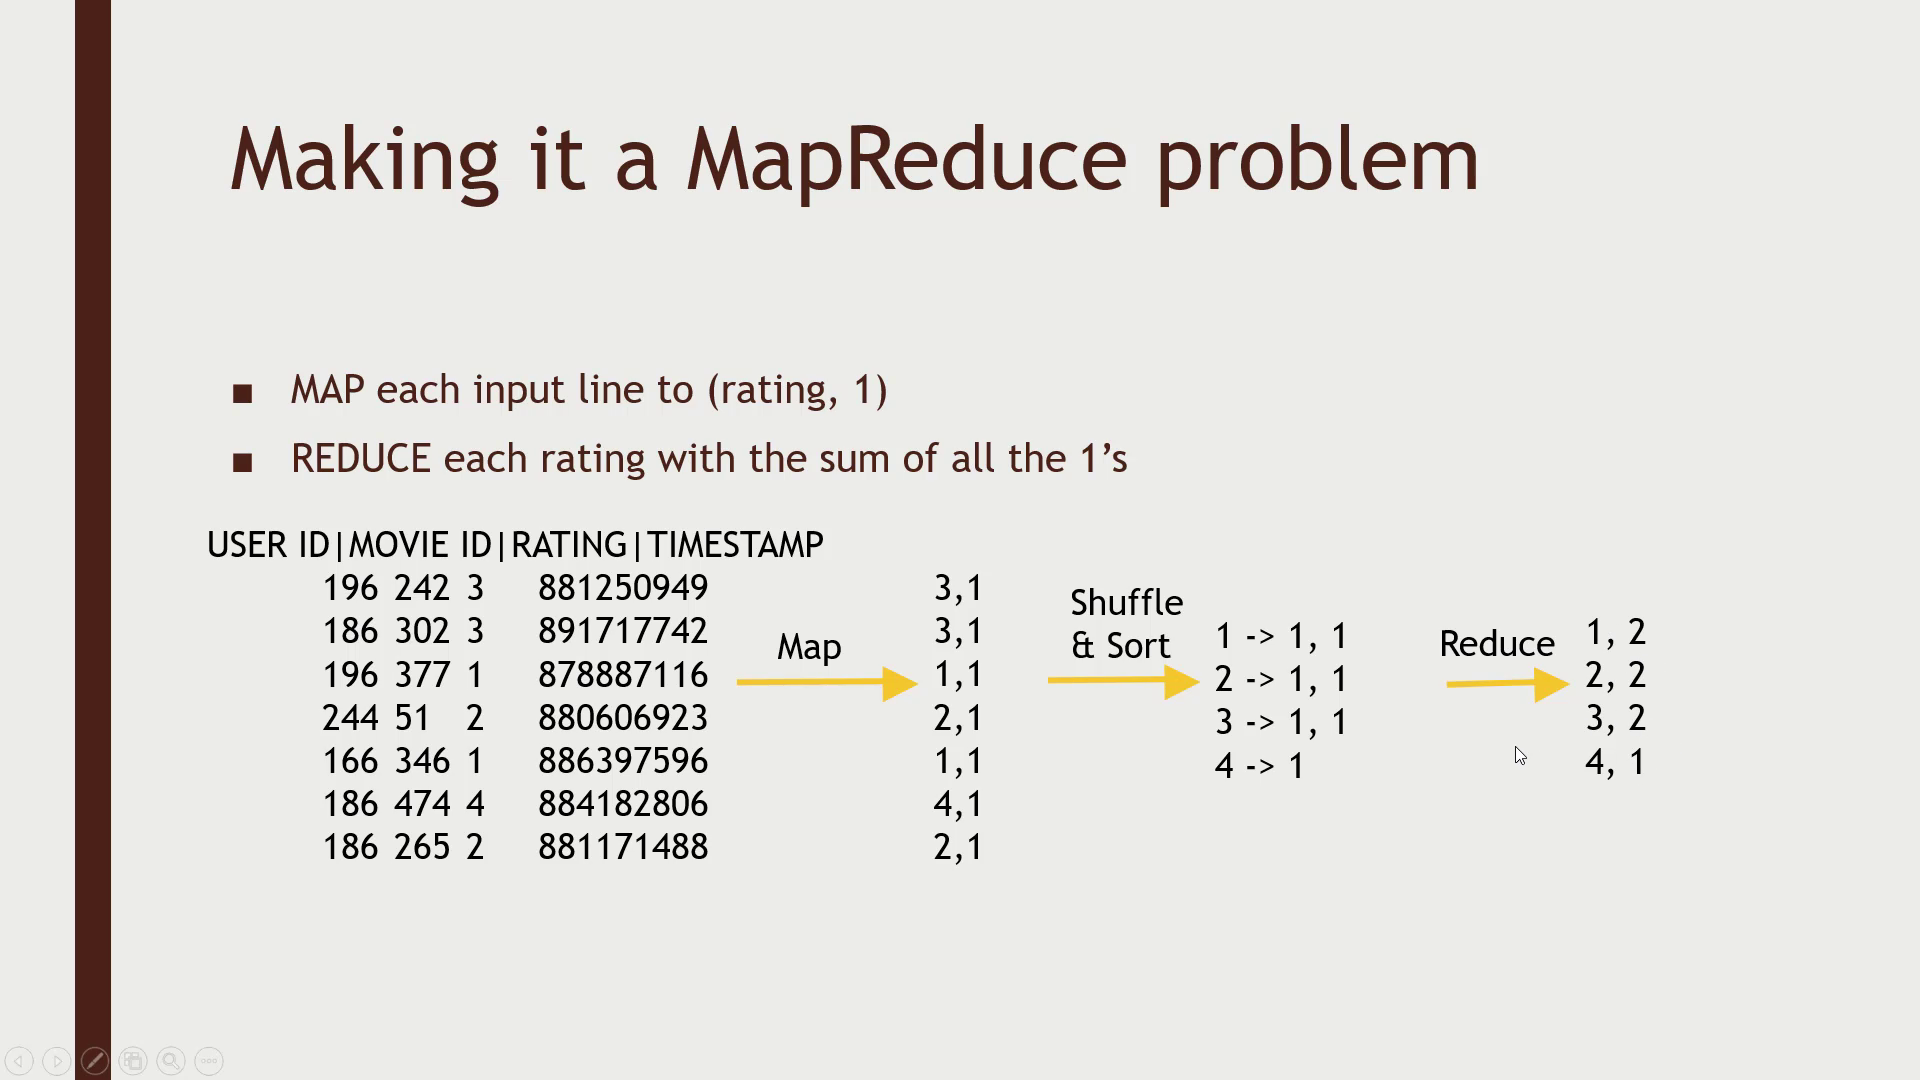 Making it a MapReduce problem
■ MAP each input line to (rating, 1)
■ REDUCE each rating with the sum of all the 1’s
USER ID|MOVIE ID|RATING|TIMESTAMP
196 242 3 881250949
186 302 3 891717742
196 377 1 878887116
244 51 2 880606923
166 346 1 886397596
186 474 4 884182806
186 265 2 881171488
Map
3,1
3,1
1,1
2,1
1,1
4,1
2,1
Shuffle
& Sort
1 -> 1, 1
2 -> 1, 1
3 -> 1, 1
4 -> 1
Reduce
1, 2
2, 2
3, 2
4, 1